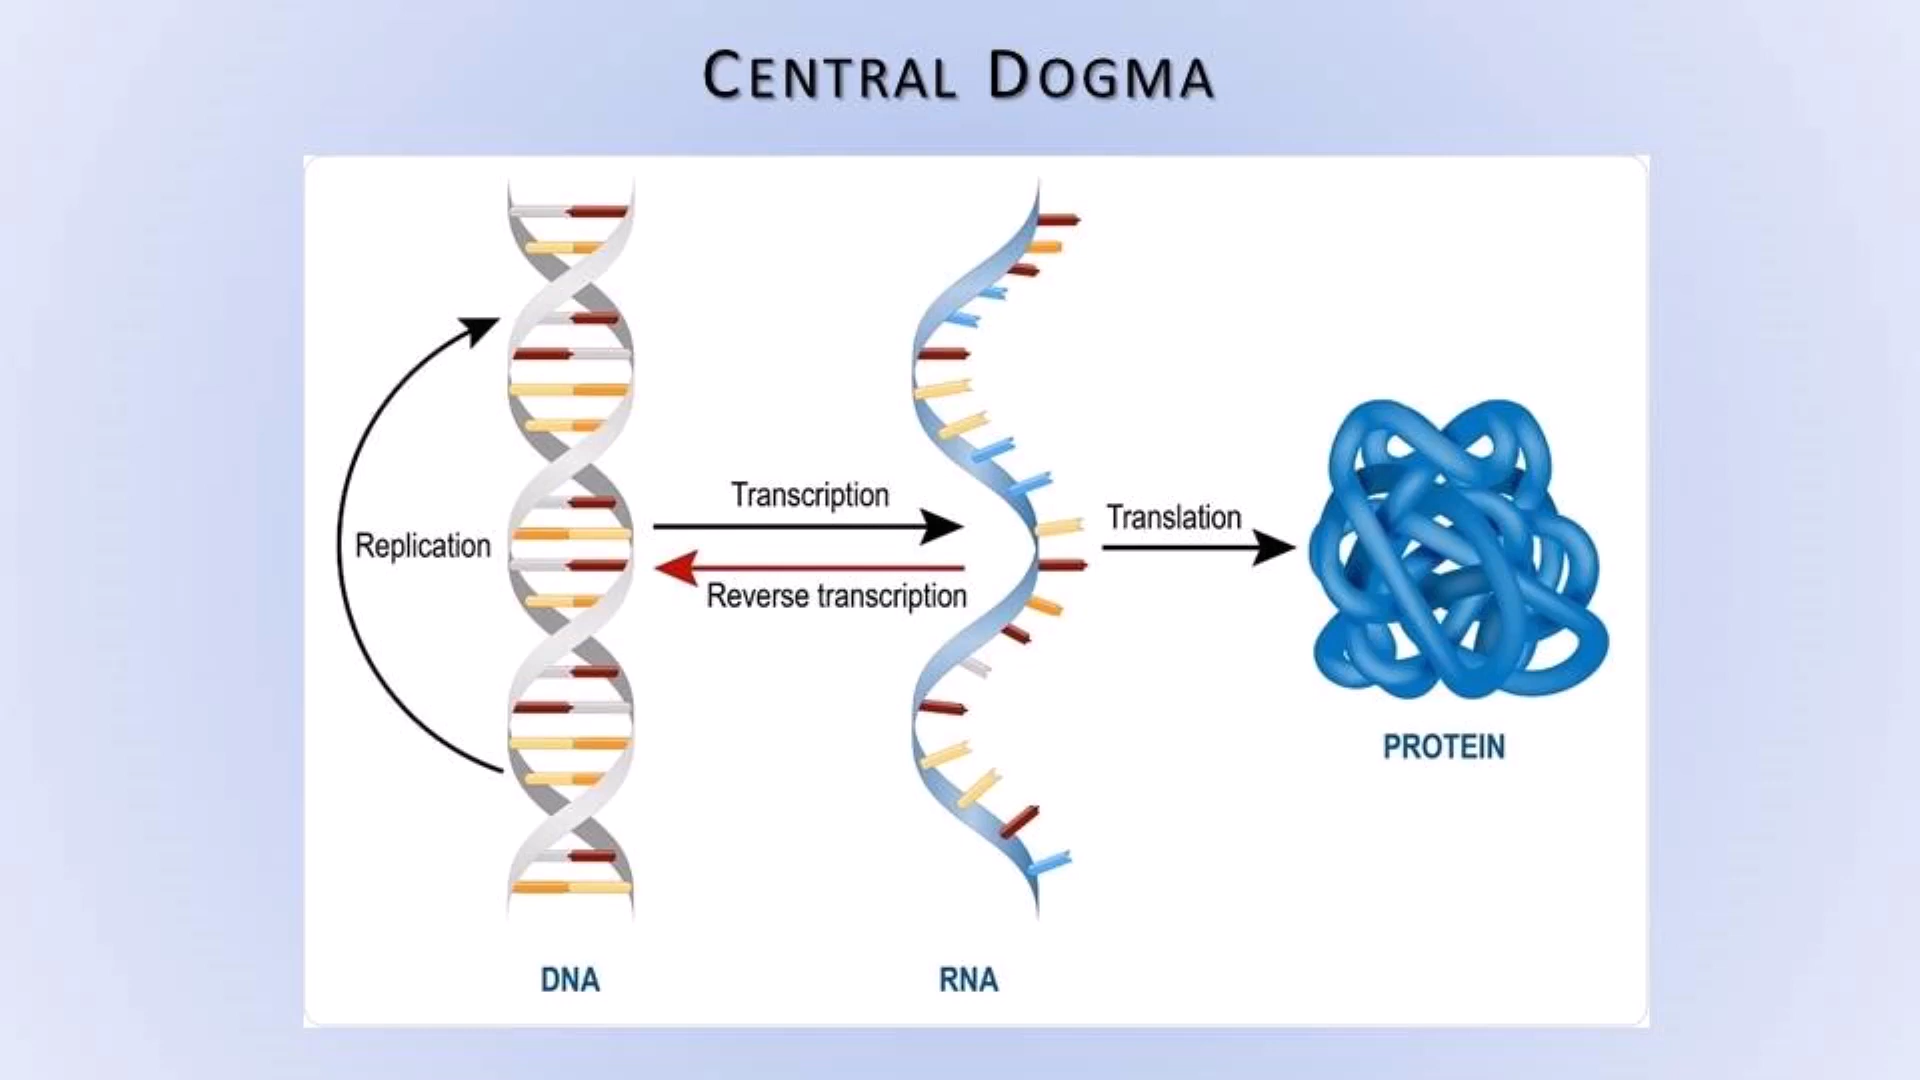 CENTRAL DOGMA
Replication
Transcription
Reverse transcription
Translation
PROTEIN
DNA
RNA